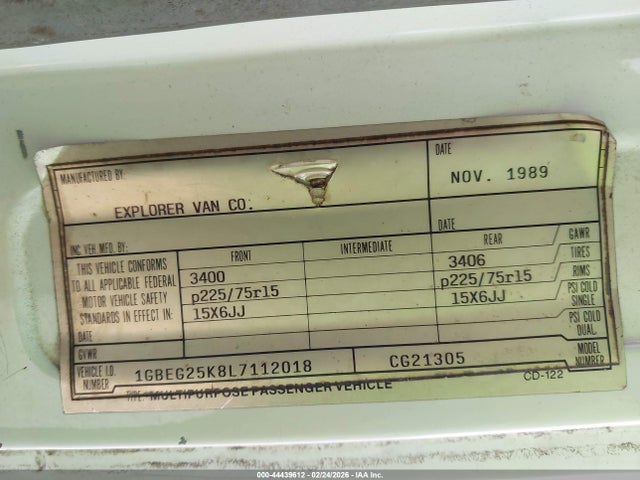 MANUFACTURED BY:
DATE
EXPLORER VAN CO.
NOV. 1989
INC VEH MFG. BY:
DATE
THIS VEHICLE CONFORMS
TO ALL APPLICABLE FEDERAL
MOTOR VEHICLE SAFETY
STANDARDS IN EFFECT IN:
DATE
FRONT
INTERMEDIATE
REAR
GAWR
3400
3406
TIRES
p225/75r15
p225/75r15
RIMS
15X6JJ
15X6JJ
PSI COLD
SINGLE
PSI COLD
DUAL
GVWR
VEHICLE I.D.
NUMBER
1GBEG25K8L7112018
CG21305
MODEL
NUMBER
TYPE: MULTIPURPOSE PASSENGER VEHICLE
CD-122
000-44439612 - 02/24/2026 - Copyright © IAA, Inc.